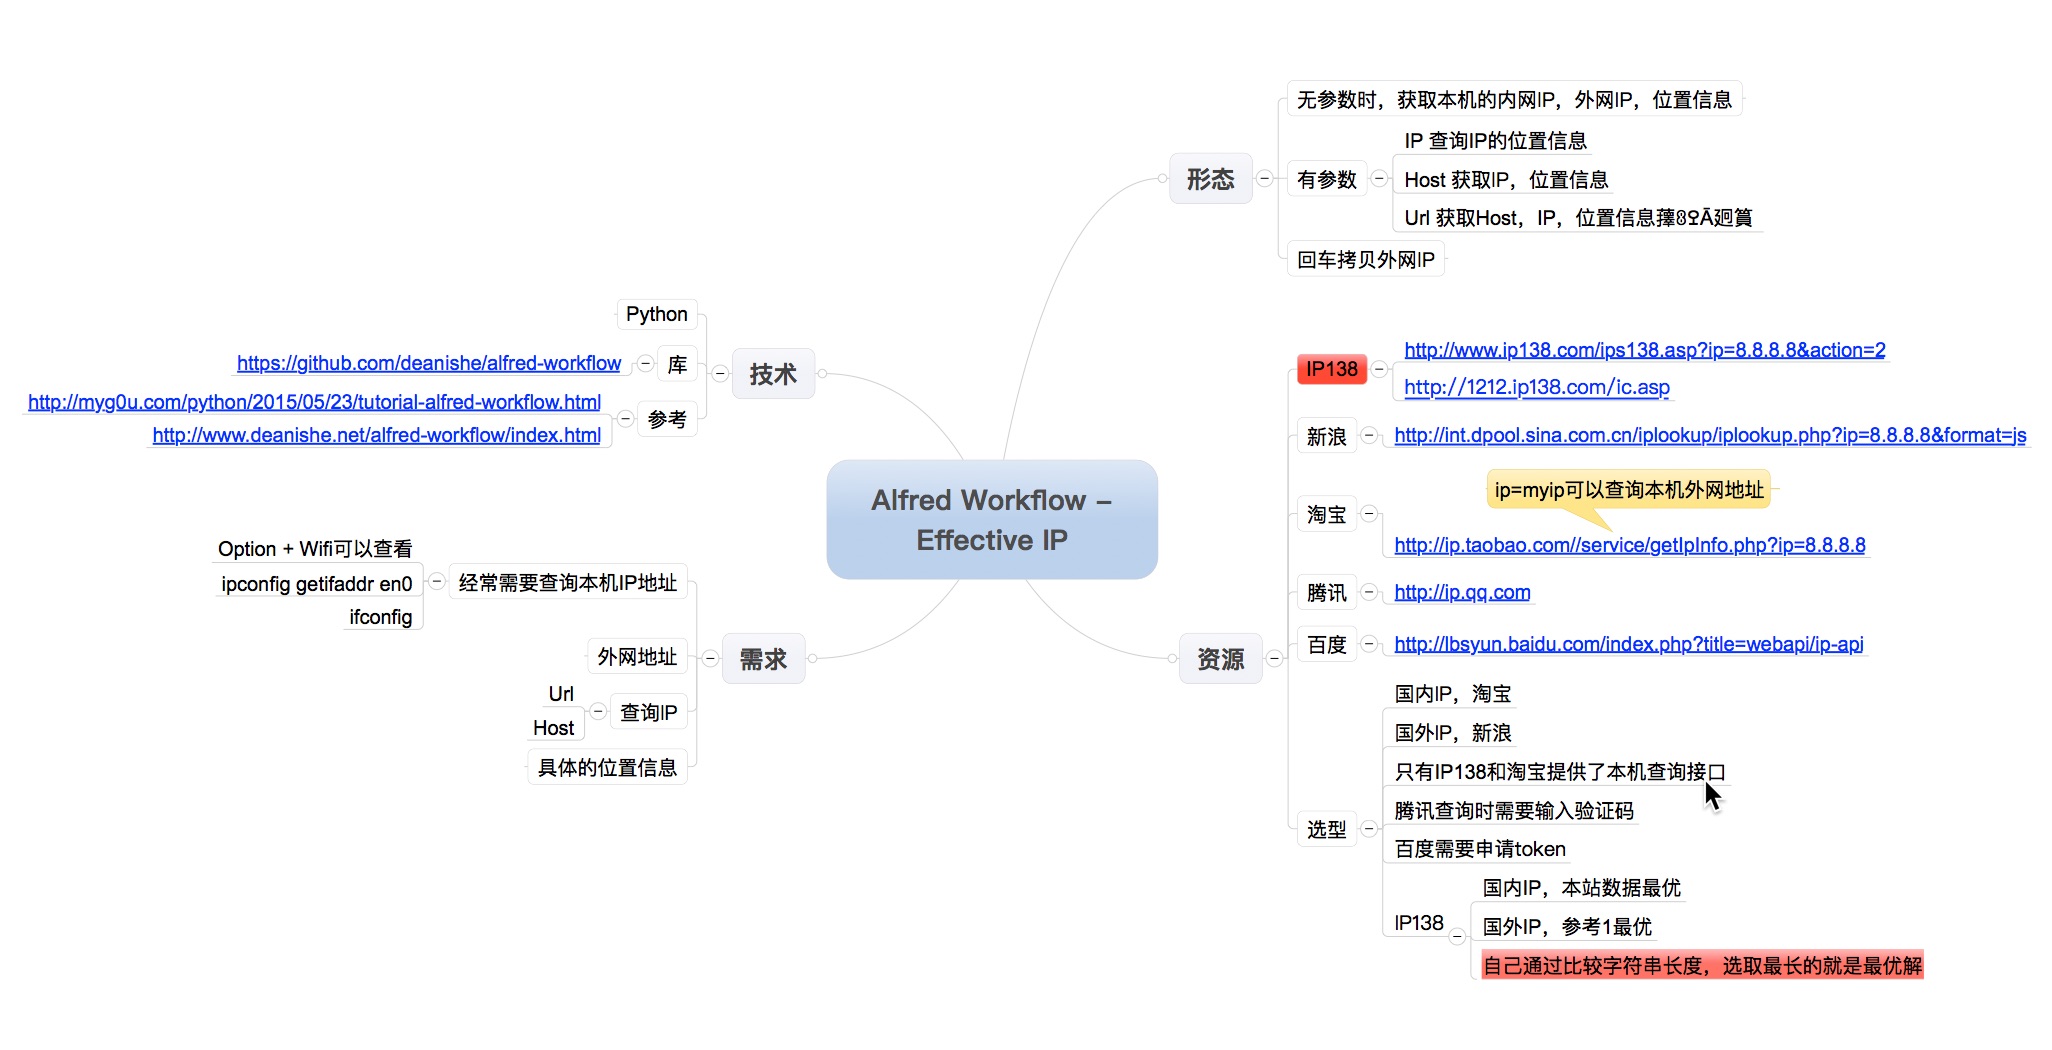 Alfred Workflow –
Effective IP
形态
无参数时，获取本机的内网IP，外网IP，位置信息
有参数
IP 查询IP的位置信息
Host 获取IP，位置信息
Url 获取Host，IP，位置信息
回车拷贝外网IP
技术
Python
库
https://github.com/deanishe/alfred-workflow
参考
http://myg0u.com/python/2015/05/23/tutorial-alfred-workflow.html
http://www.deanishe.net/alfred-workflow/index.html
需求
经常需要查询本机IP地址
Option + Wifi可以查看
ipconfig getifaddr en0
ifconfig
外网地址
查询IP
Url
Host
具体的位置信息
资源
IP138
http://www.ip138.com/ips138.asp?ip=8.8.8.8&action=2
http://1212.ip138.com/ic.asp
新浪
http://int.dpool.sina.com.cn/iplookup/iplookup.php?ip=8.8.8.8&format=js
淘宝
ip=myip可以查询本机外网地址
http://ip.taobao.com//service/getIpInfo.php?ip=8.8.8.8
腾讯
http://ip.qq.com
百度
http://lbsyun.baidu.com/index.php?title=webapi/ip-api
选型
国内IP，淘宝
国外IP，新浪
只有IP138和淘宝提供了本机查询接口
腾讯查询时需要输入验证码
百度需要申请token
IP138
国内IP，本站数据最优
国外IP，参考1最优
自己通过比较字符串长度，选取最长的就是最优解